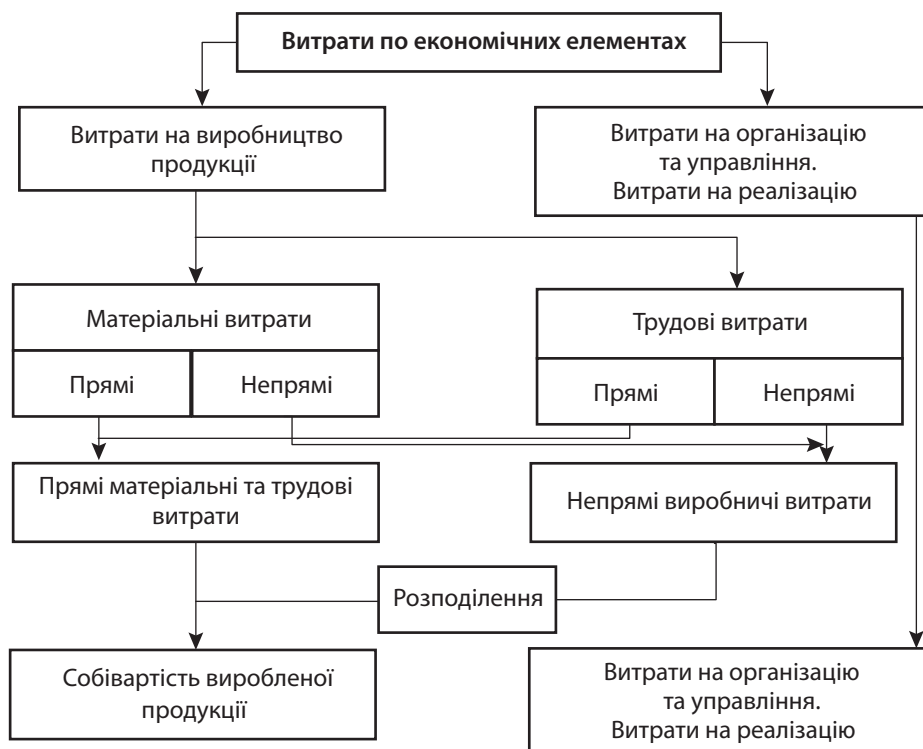 Витрати по економічних елементах
Витрати на виробництво
продукції
Витрати на організацію
та управління.
Витрати на реалізацію
Матеріальні витрати
Трудові витрати
Прямі
Непрямі
Прямі
Непрямі
Прямі матеріальні та трудові
витрати
Непрямі виробничі витрати
Розподілення
Собівартість виробленої
продукції
Витрати на організацію
та управління.
Витрати на реалізацію